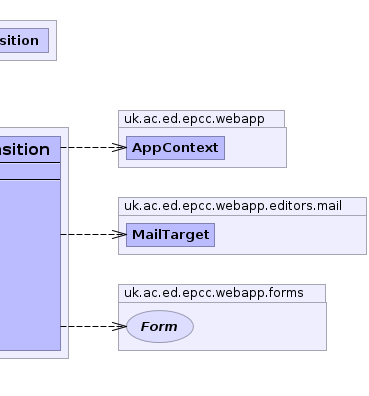 sition
uk.ac.ed.epcc.webapp
nsition
AppContext
uk.ac.ed.epcc.webapp.editors.mail
MailTarget
uk.ac.ed.epcc.webapp.forms
Form